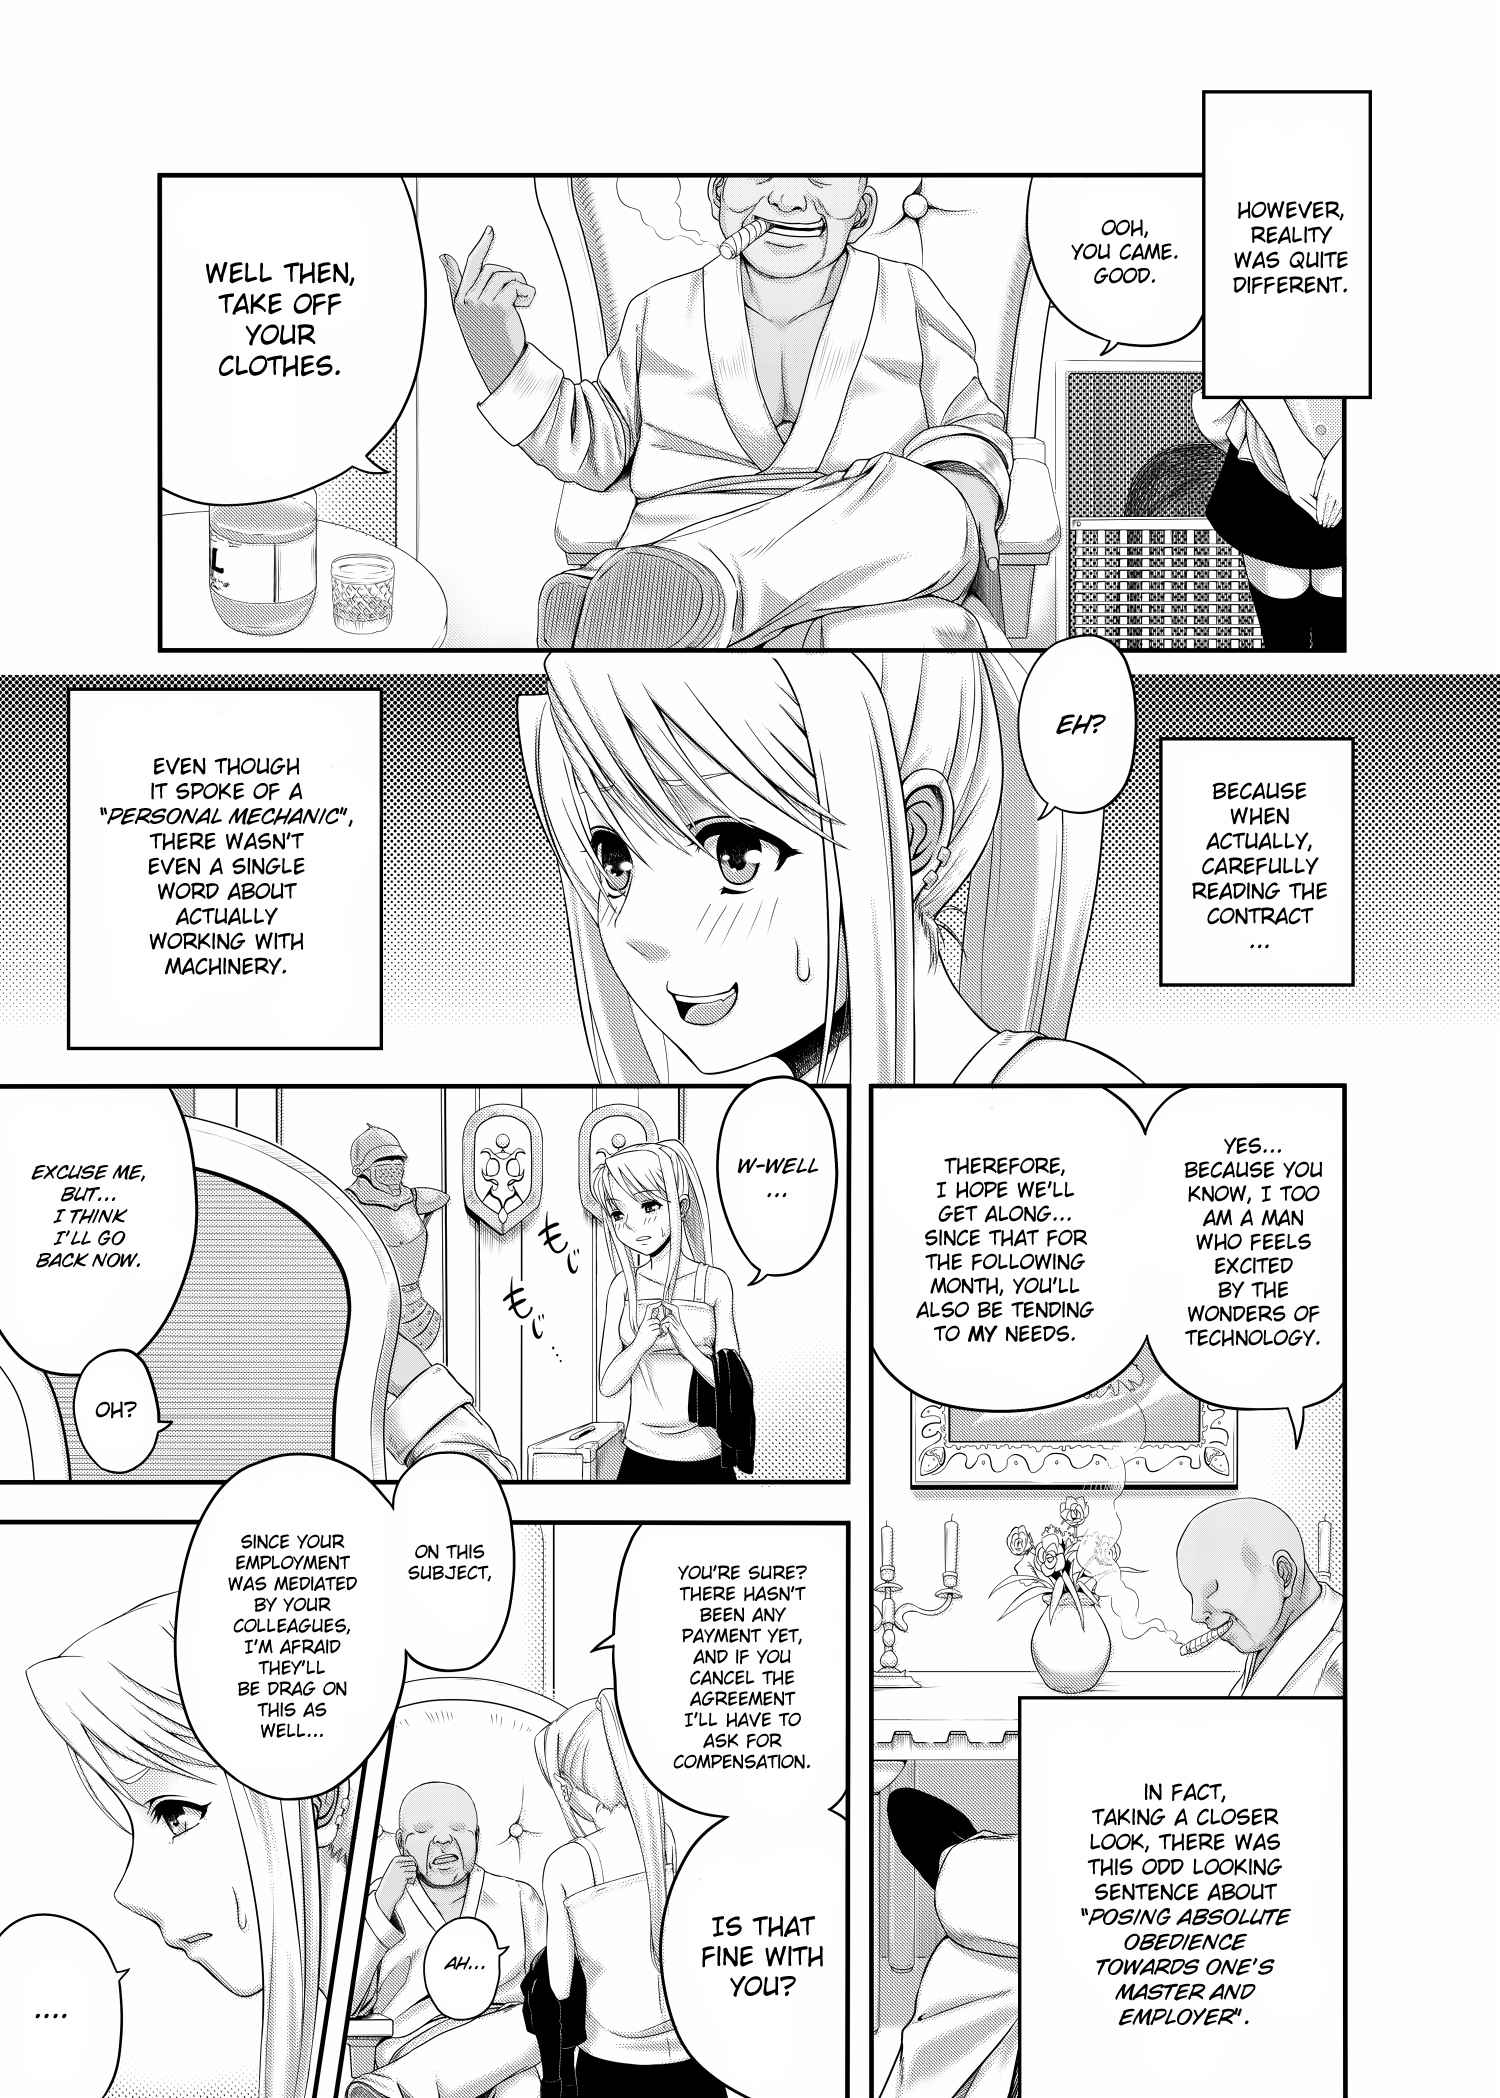 HOWEVER,
REALITY
WAS QUITE
DIFFERENT.
OOH,
YOU CAME.
GOOD.
WELL THEN,
TAKE OFF
YOUR
CLOTHES.
L
EH?
BECAUSE
WHEN
ACTUALLY,
CAREFULLY
READING THE
CONTRACT
...
EVEN THOUGH
IT SPOKE OF A
"PERSONAL MECHANIC",
THERE WASN'T
EVEN A SINGLE
WORD ABOUT
ACTUALLY
WORKING WITH
MACHINERY.
YES...
BECAUSE YOU
KNOW, I TOO
AM A MAN
WHO FEELS
EXCITED
BY THE
WONDERS OF
TECHNOLOGY.
THEREFORE,
I HOPE WE'LL
GET ALONG...
SINCE THAT FOR
THE FOLLOWING
MONTH, YOU'LL
ALSO BE TENDING
TO MY NEEDS.
IN FACT,
TAKING A CLOSER
LOOK, THERE WAS
THIS ODD LOOKING
SENTENCE ABOUT
"POSING ABSOLUTE
OBEDIENCE
TOWARDS ONE'S
MASTER AND
EMPLOYER".
W-WELL
...
もじ
もじ...
EXCUSE ME,
BUT...
I THINK
I'LL GO
BACK NOW.
OH?
YOU'RE SURE?
THERE HASN'T
BEEN ANY
PAYMENT YET,
AND IF YOU
CANCEL THE
AGREEMENT
I'LL HAVE TO
ASK FOR
COMPENSATION.
IS THAT
FINE WITH
YOU?
AH...
ON THIS
SUBJECT,
SINCE YOUR
EMPLOYMENT
WAS MEDIATED
BY YOUR
COLLEAGUES,
I'M AFRAID
THEY'LL
BE DRAG ON
THIS AS
WELL...
....